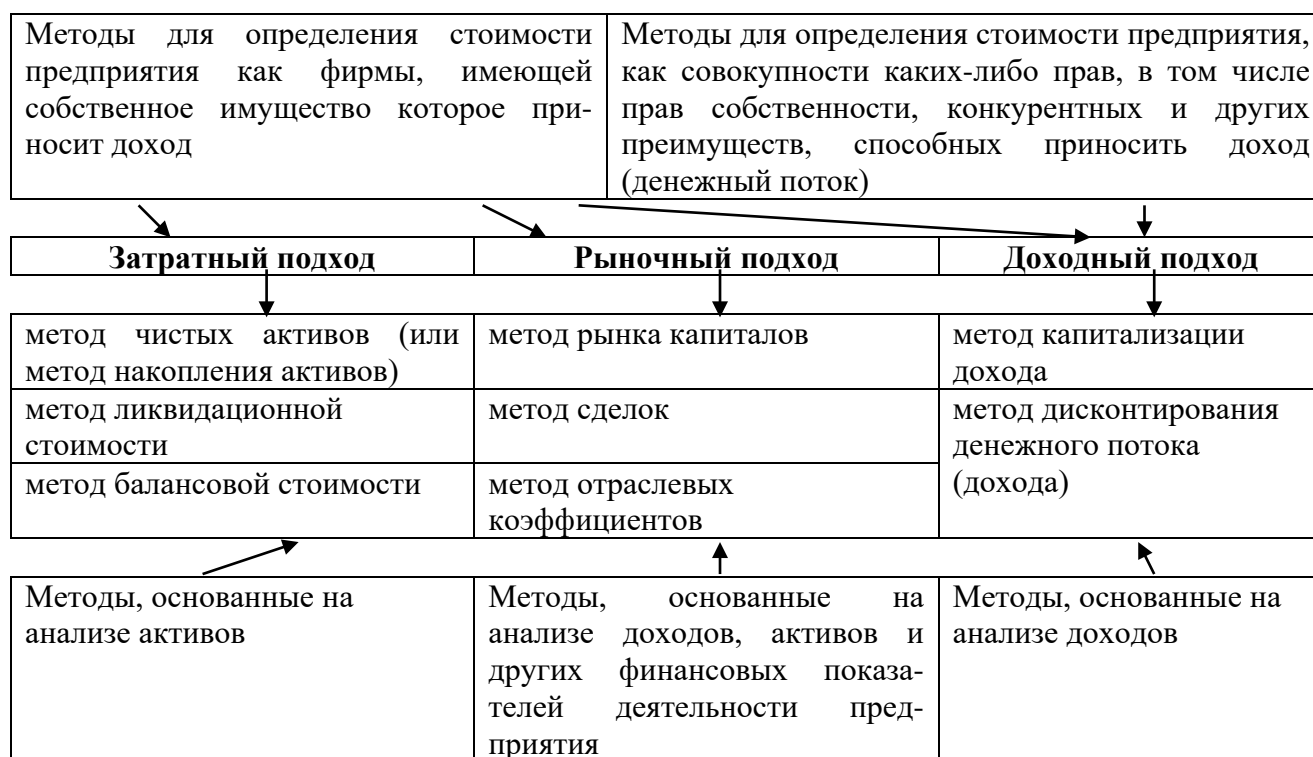 Методы для определения стоимости
предприятия как фирмы, имеющей
собственное имущество которое при-
носит доход
Методы для определения стоимости предприятия,
как совокупности каких-либо прав, в том числе
прав собственности, конкурентных и других
преимуществ, способных приносить доход
(денежный поток)
Затратный подход
Рыночный подход
Доходный подход
метод чистых активов (или
метод накопления активов)
метод рынка капиталов
метод капитализации
дохода
метод ликвидационной
стоимости
метод сделок
метод дисконтирования
денежного потока
(дохода)
метод балансовой стоимости
метод отраслевых
коэффициентов
Методы, основанные на
анализе активов
Методы, основанные на
анализе доходов, активов и
других финансовых показа-
телей деятельности пред-
приятия
Методы, основанные на
анализе доходов